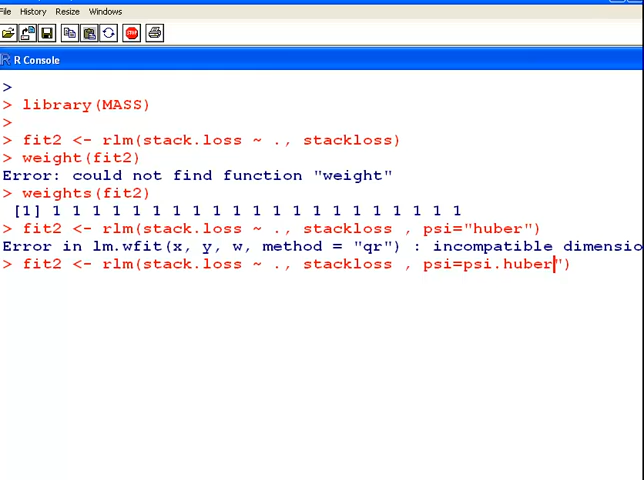 File History Resize Windows
STOP
R Console
>
> library(MASS)
>
> fit2 <- rlm(stack.loss ~ ., stackloss)
> weight(fit2)
Error: could not find function "weight"
> weights(fit2)
[1] 1 1 1 1 1 1 1 1 1 1 1 1 1 1 1 1 1 1 1 1 1
> fit2 <- rlm(stack.loss ~ ., stackloss , psi="huber")
Error in lm.wfit(x, y, w, method = "qr") : incompatible dimensio
> fit2 <- rlm(stack.loss ~ ., stackloss , psi=psi.huber")